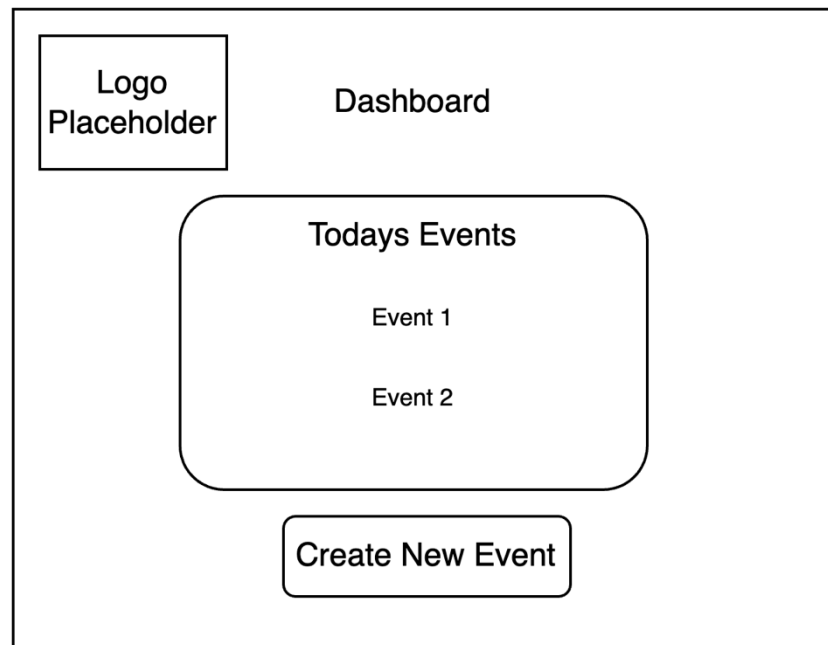 Logo
Placeholder
Dashboard
Todays Events
Event 1
Event 2
Create New Event